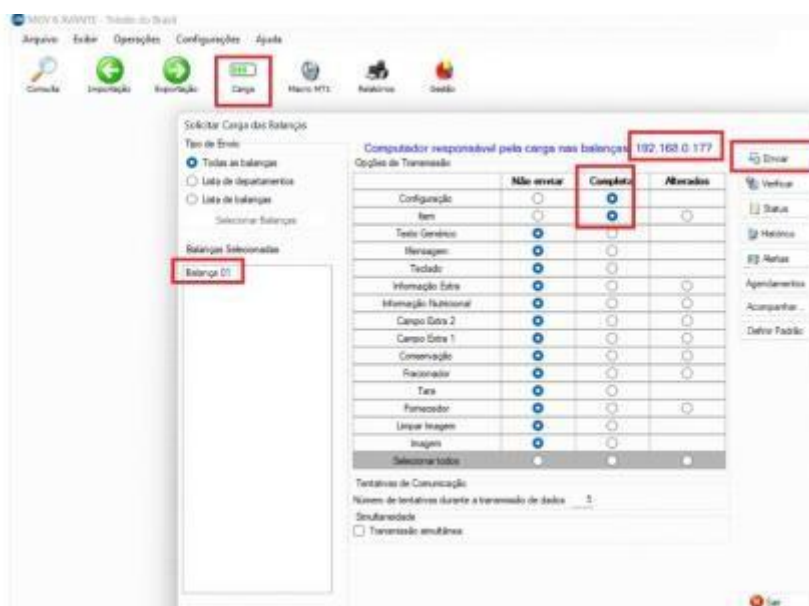 MGV 6 AVANTE - Toledo do Brasil
Arquivo Exibir Operações Configurações Ajuda
Consulta Importação Exportação Carga Macro MT1 Relatórios Gestão
Solicitar Carga das Balanças
Tipo de Envio
Todas as balanças
Lista de departamentos
Lista de balanças
Selecionar Balanças
Balanças Selecionadas
Balança 01
Computador responsável pela carga nas balanças 192.168.0.177
Opções de Transmissão
Não enviar Completa Alterados
Configuração
Item
Texto Genérico
Mensagem
Teclado
Informação Extra
Informação Nutricional
Campo Extra 2
Campo Extra 1
Conservação
Fracionador
Tara
Fornecedor
Limpar Imagem
Imagem
Selecionar todos
Tentativas de Comunicação
Número de tentativas durante a transmissão de dados 5
Simultaneidade
Transmissão simultânea
Enviar
Verificar
Status
Histórico
Alertas
Agendamentos
Acompanhar...
Definir Padrão
Sair